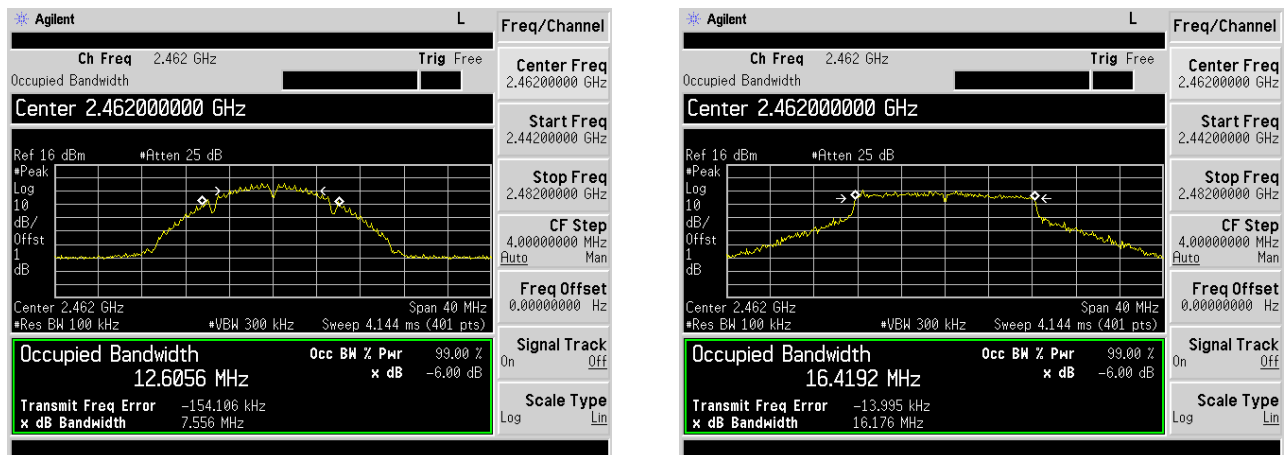 Agilent L
Freq/Channel
Ch Freq 2.462 GHz Trig Free
Occupied Bandwidth
Center 2.462000000 GHz
Ref 16 dBm #Atten 25 dB
#Peak
Log
10
dB/
Offst
1
dB
Center 2.462 GHz Span 40 MHz
#Res BW 100 kHz #VBW 300 kHz Sweep 4.144 ms (401 pts)
Occupied Bandwidth Occ BW % Pwr 99.00 %
12.6056 MHz x dB -6.00 dB
Transmit Freq Error -154.106 kHz
x dB Bandwidth 7.556 MHz
Center Freq
2.46200000 GHz
Start Freq
2.44200000 GHz
Stop Freq
2.48200000 GHz
CF Step
4.00000000 MHz
Auto Man
Freq Offset
0.00000000 Hz
Signal Track
On Off
Scale Type
Log Lin
Agilent L
Freq/Channel
Ch Freq 2.462 GHz Trig Free
Occupied Bandwidth
Center 2.462000000 GHz
Ref 16 dBm #Atten 25 dB
#Peak
Log
10
dB/
Offst
1
dB
Center 2.462 GHz Span 40 MHz
#Res BW 100 kHz #VBW 300 kHz Sweep 4.144 ms (401 pts)
Occupied Bandwidth Occ BW % Pwr 99.00 %
16.4192 MHz x dB -6.00 dB
Transmit Freq Error -13.995 kHz
x dB Bandwidth 16.176 MHz
Center Freq
2.46200000 GHz
Start Freq
2.44200000 GHz
Stop Freq
2.48200000 GHz
CF Step
4.00000000 MHz
Auto Man
Freq Offset
0.00000000 Hz
Signal Track
On Off
Scale Type
Log Lin